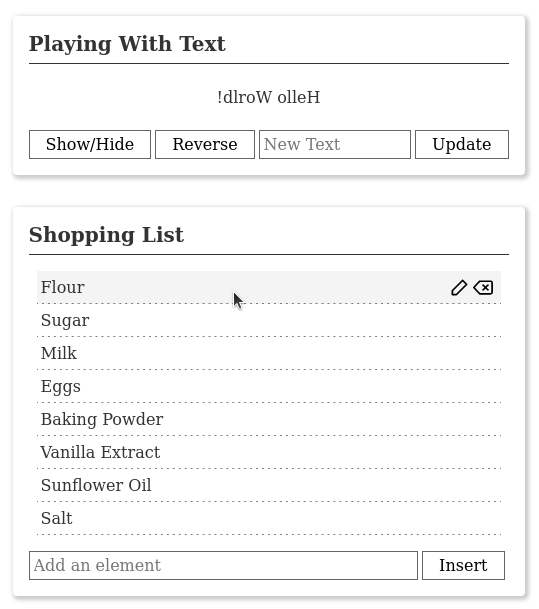 Playing With Text
!dlroW olleH
Show/Hide Reverse New Text Update
Shopping List
Flour
Sugar
Milk
Eggs
Baking Powder
Vanilla Extract
Sunflower Oil
Salt
Add an element Insert